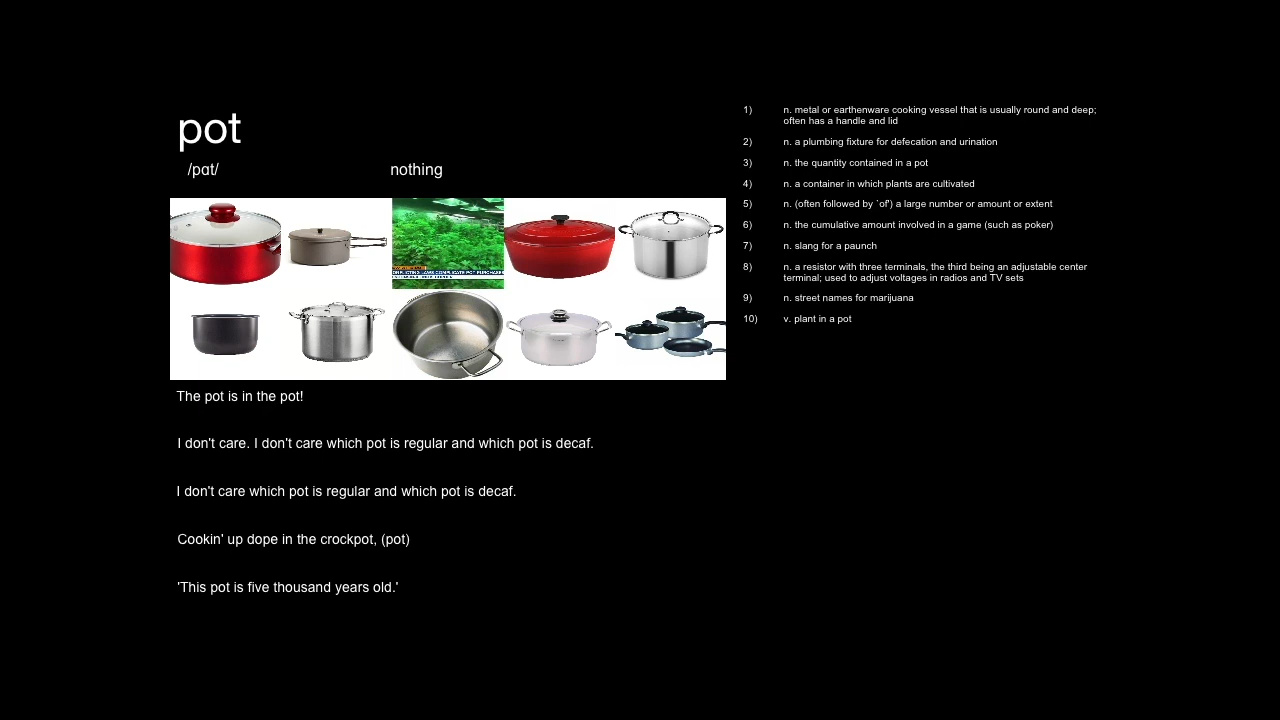 pot
/pɑt/
nothing
CONFLICTING LAWS COMPLICATE POT PURCHASES
The pot is in the pot!
I don't care. I don't care which pot is regular and which pot is decaf.
I don't care which pot is regular and which pot is decaf.
Cookin' up dope in the crockpot, (pot)
'This pot is five thousand years old.'
1) n. metal or earthenware cooking vessel that is usually round and deep;
often has a handle and lid
2) n. a plumbing fixture for defecation and urination
3) n. the quantity contained in a pot
4) n. a container in which plants are cultivated
5) n. (often followed by `of') a large number or amount or extent
6) n. the cumulative amount involved in a game (such as poker)
7) n. slang for a paunch
8) n. a resistor with three terminals, the third being an adjustable center
terminal; used to adjust voltages in radios and TV sets
9) n. street names for marijuana
10) v. plant in a pot